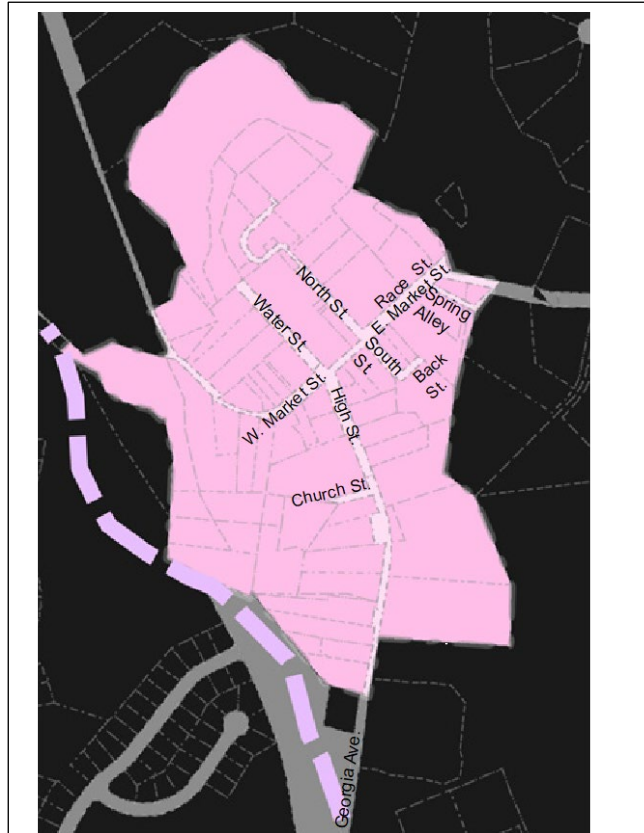 North St.
Race St.
E. Market St.
Spring
Alley
Water St.
South
St.
Back
St.
W. Market St.
High St.
Church St.
Georgia Ave.